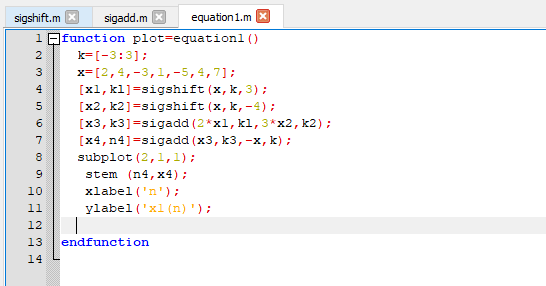 sigshift.m sigadd.m equation1.m
1 function plot=equation1()
2 k=[-3:3];
3 x=[2,4,-3,1,-5,4,7];
4 [x1,k1]=sigshift(x,k,3);
5 [x2,k2]=sigshift(x,k,-4);
6 [x3,k3]=sigadd(2*x1,k1,3*x2,k2);
7 [x4,n4]=sigadd(x3,k3,-x,k);
8 subplot(2,1,1);
9 stem (n4,x4);
10 xlabel('n');
11 ylabel('x1(n)');
12
13 endfunction
14